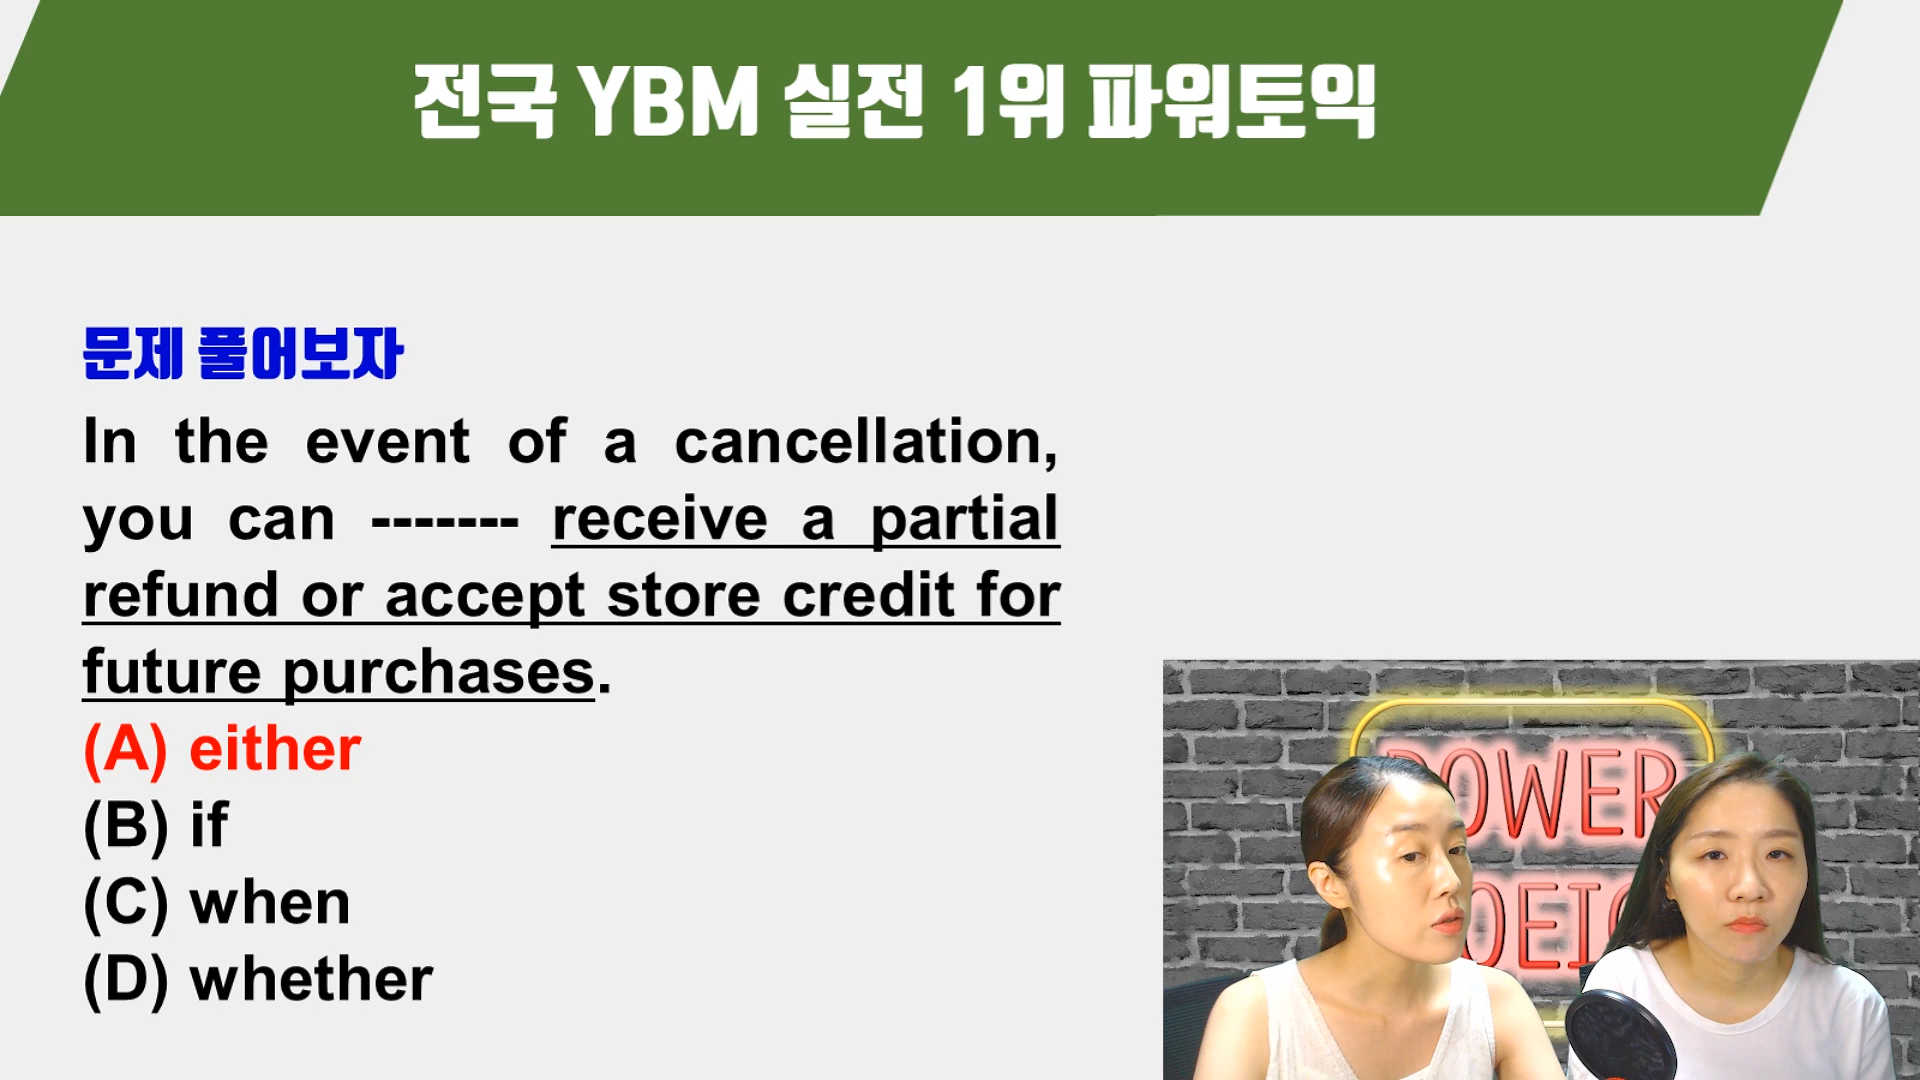 전국 YBM 실전 1위 파워토익
문제 풀어보자
In the event of a cancellation,
you can ------- receive a partial
refund or accept store credit for
future purchases.
(A) either
(B) if
(C) when
(D) whether
POWER
TOEIC